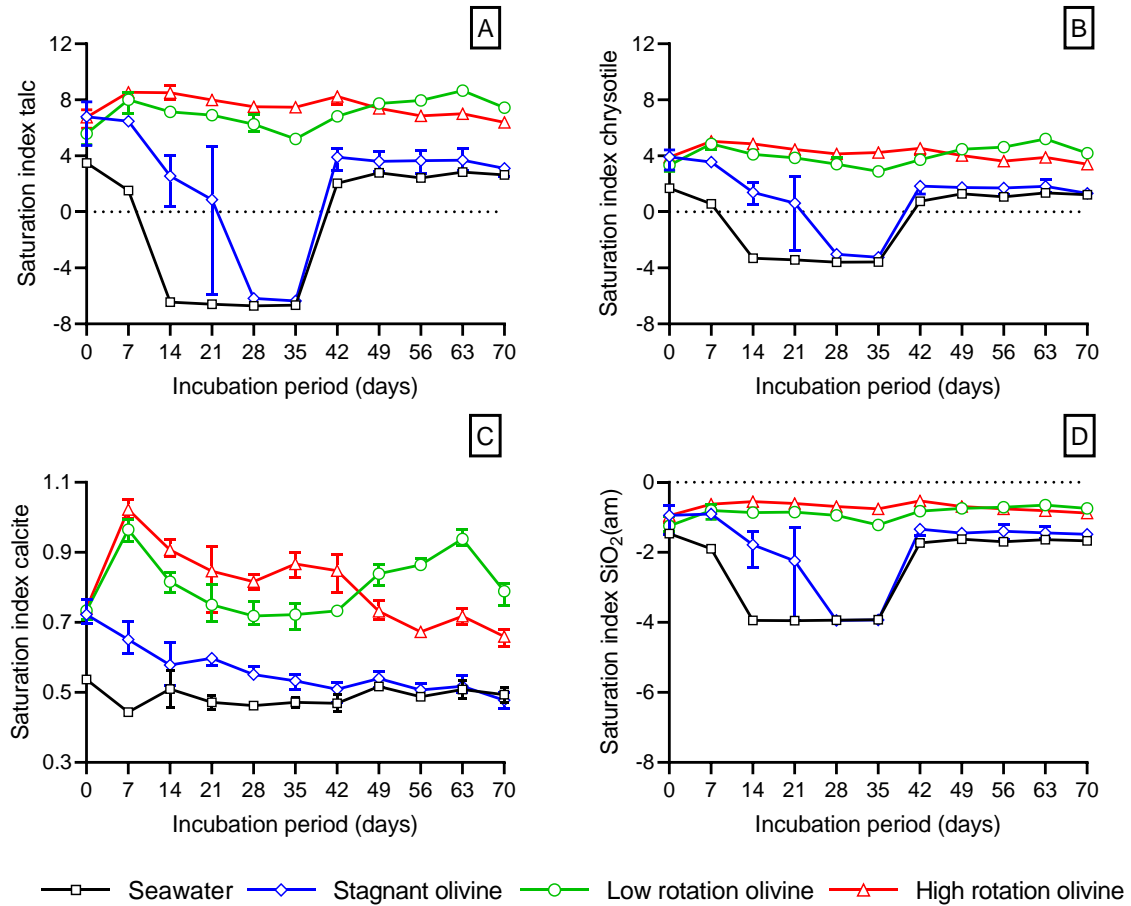 A
Saturation index talc
12
8
4
0
-4
-8
0 7 14 21 28 35 42 49 56 63 70
Incubation period (days)
B
Saturation index chrysotile
12
8
4
0
-4
-8
0 7 14 21 28 35 42 49 56 63 70
Incubation period (days)
C
Saturation index calcite
1.1
0.9
0.7
0.5
0.3
0 7 14 21 28 35 42 49 56 63 70
Incubation period (days)
D
Saturation index SiO₂(am)
0
-2
-4
-6
-8
0 7 14 21 28 35 42 49 56 63 70
Incubation period (days)
Seawater Stagnant olivine Low rotation olivine High rotation olivine